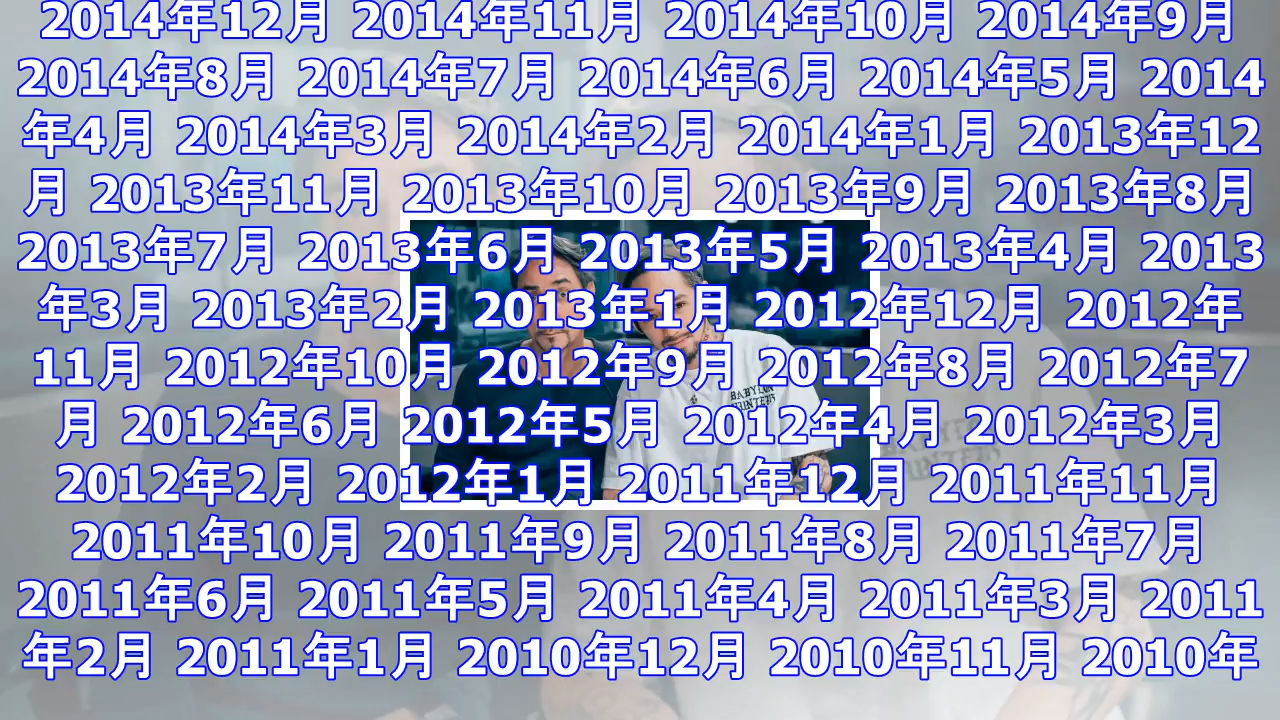 2014年12月 2014年11月 2014年10月 2014年9月
2014年8月 2014年7月 2014年6月 2014年5月 2014
年4月 2014年3月 2014年2月 2014年1月 2013年12
月 2013年11月 2013年10月 2013年9月 2013年8月
2013年7月 2013年6月 2013年5月 2013年4月 2013
年3月 2013年2月 2013年1月 2012年12月 2012年
11月 2012年10月 2012年9月 2012年8月 2012年7
月 2012年6月 2012年5月 2012年4月 2012年3月
2012年2月 2012年1月 2011年12月 2011年11月
2011年10月 2011年9月 2011年8月 2011年7月
2011年6月 2011年5月 2011年4月 2011年3月 2011
年2月 2011年1月 2010年12月 2010年11月 2010年
BABYLON